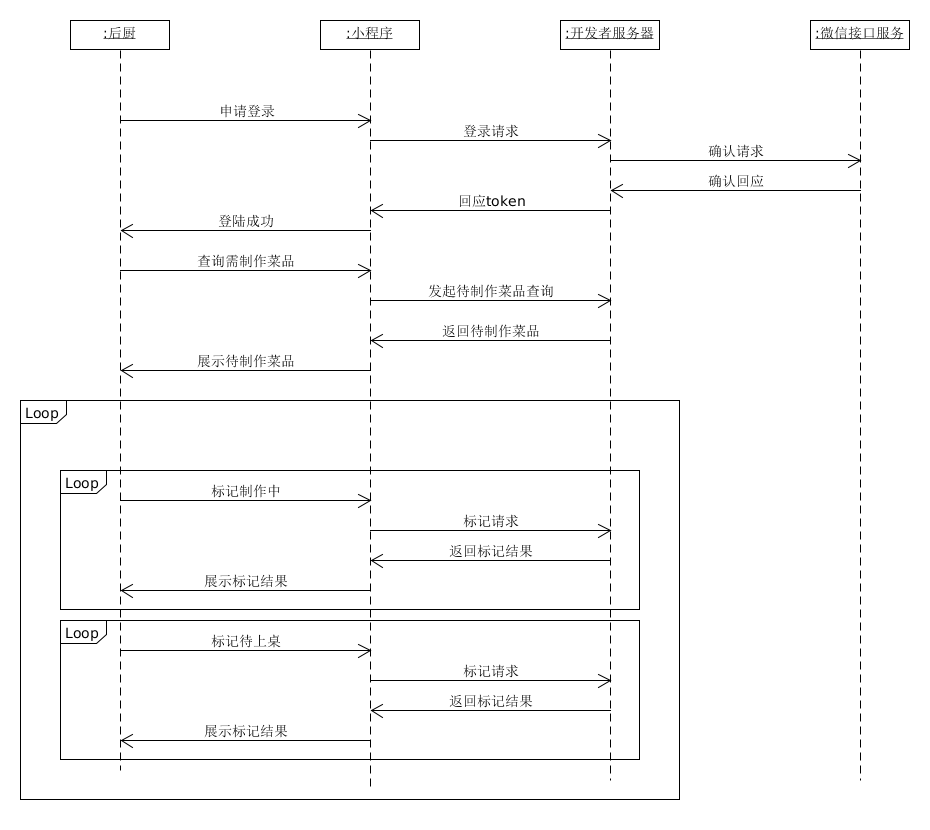 :后厨
:小程序
:开发者服务器
:微信接口服务
申请登录
登录请求
确认请求
确认回应
回应token
登陆成功
查询需制作菜品
发起待制作菜品查询
返回待制作菜品
展示待制作菜品
Loop
Loop
标记制作中
标记请求
返回标记结果
展示标记结果
Loop
标记待上桌
标记请求
返回标记结果
展示标记结果